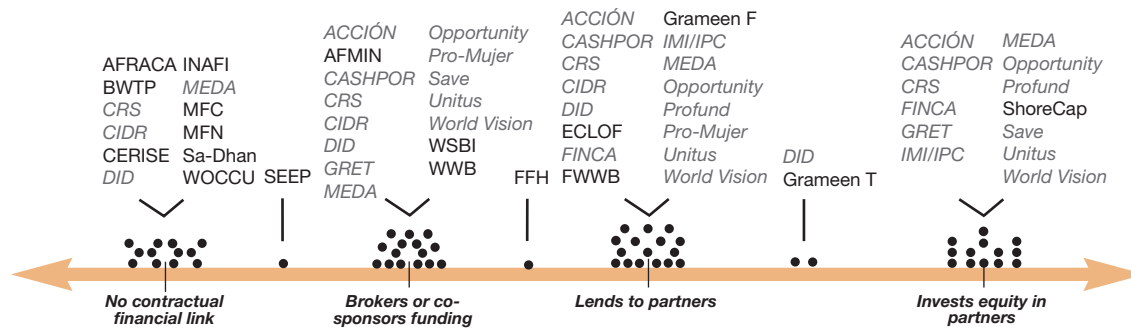 AFRACA INAFI
BWTP MEDA
CRS MFC
CIDR MFN
CERISE Sa-Dhan
DID WOCCU
SEEP
ACCIÓN Opportunity
AFMIN Pro-Mujer
CASHPOR Save
CRS Unitus
CIDR World Vision
DID WSBI
GRET WWB
MEDA
FFH
ACCIÓN Grameen F
CASHPOR IMI/IPC
CRS MEDA
CIDR Opportunity
DID Profund
ECLOF Pro-Mujer
FINCA Unitus
FWWB World Vision
DID
Grameen T
ACCIÓN MEDA
CASHPOR Opportunity
CRS Profund
FINCA ShoreCap
GRET Save
IMI/IPC Unitus
World Vision
No contractual
financial link
Brokers or co-
sponsors funding
Lends to partners
Invests equity in
partners